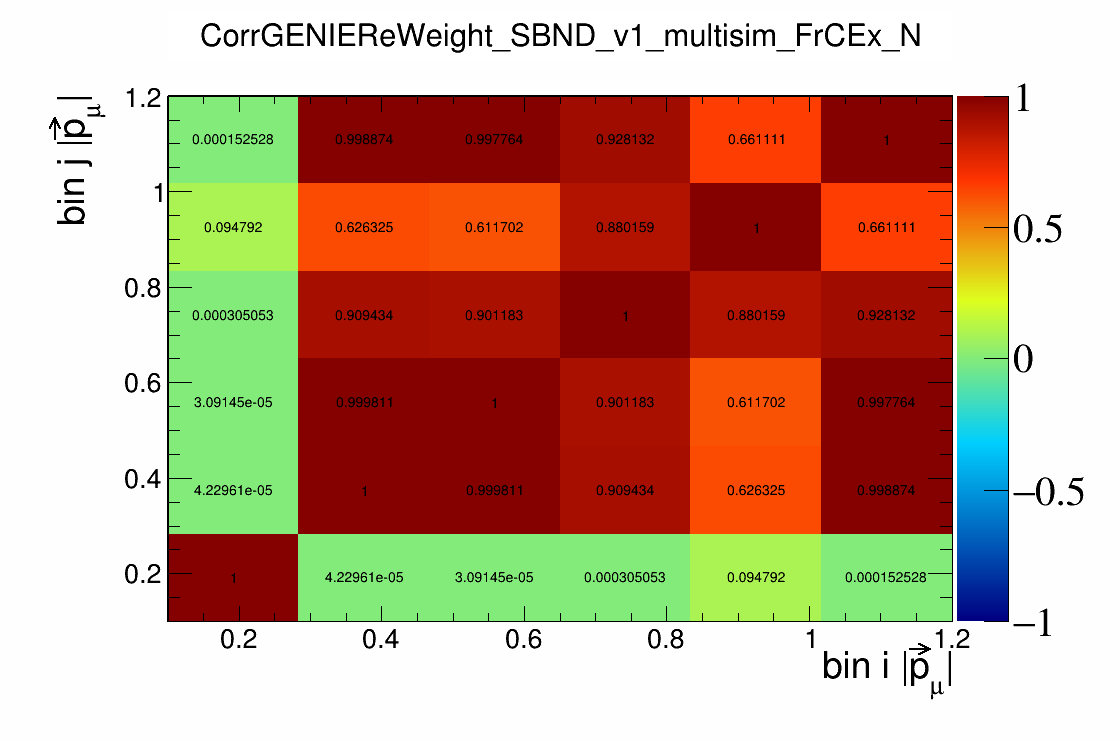 CorrGENIEReWeight_SBND_v1_multisim_FrCEx_N
bin j |p⃗μ|
1.2
1
0.8
0.6
0.4
0.2
0.000152528 0.998874 0.997764 0.928132 0.661111 1
0.094792 0.626325 0.611702 0.880159 1 0.661111
0.000305053 0.909434 0.901183 1 0.880159 0.928132
3.09145e-05 0.999811 1 0.901183 0.611702 0.997764
4.22961e-05 1 0.999811 0.909434 0.626325 0.998874
1 4.22961e-05 3.09145e-05 0.000305053 0.094792 0.000152528
0.2 0.4 0.6 0.8 1 1.2
bin i |p⃗μ|
1
0.5
0
−0.5
−1